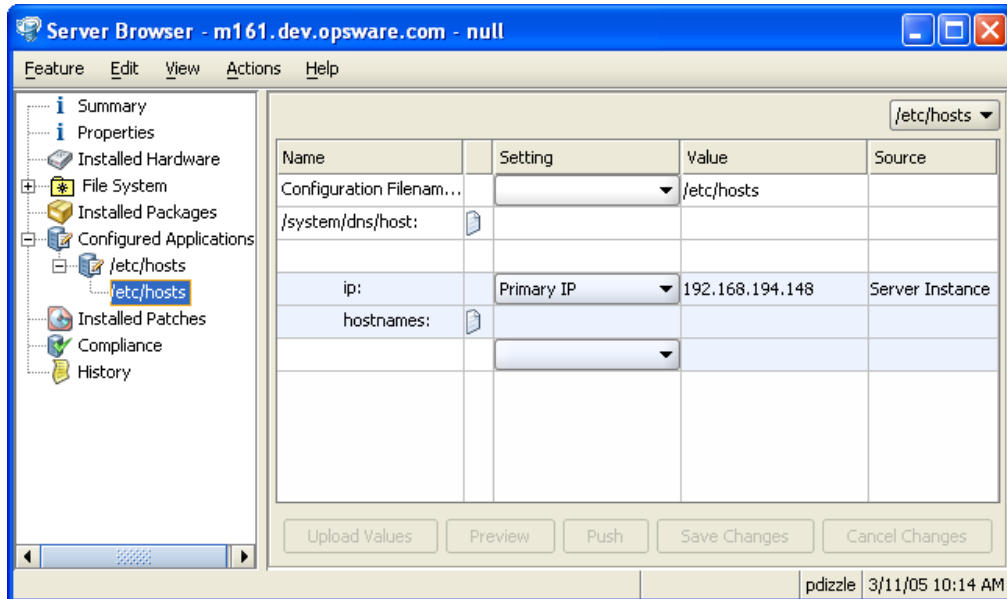 Server Browser - m161.dev.opsware.com - null
Feature Edit View Actions Help
Summary
Properties
Installed Hardware
File System
Installed Packages
Configured Applications
/etc/hosts
/etc/hosts
Installed Patches
Compliance
History
/etc/hosts
Name Setting Value Source
Configuration Filenam... /etc/hosts
/system/dns/host:
ip: Primary IP 192.168.194.148 Server Instance
hostnames:
Upload Values Preview Push Save Changes Cancel Changes
pdizzle 3/11/05 10:14 AM